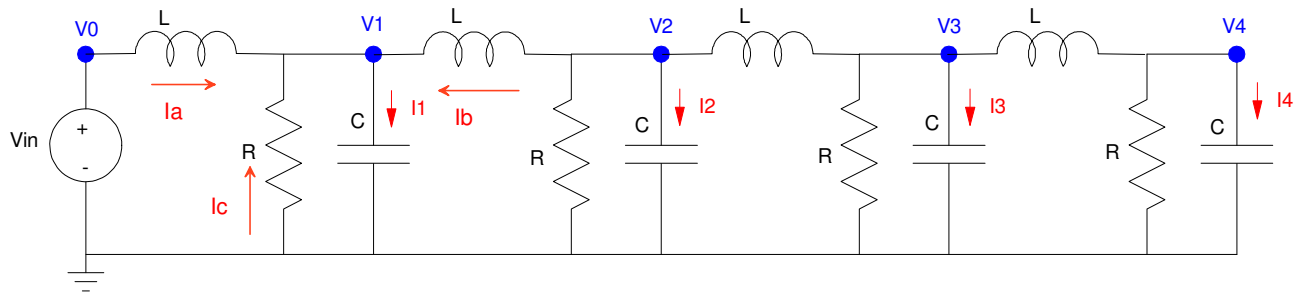 V0 L V1 L V2 L V3 L V4
Ia I1 Ib I2 I3 I4
Vin + - R C R C R C R C
Ic